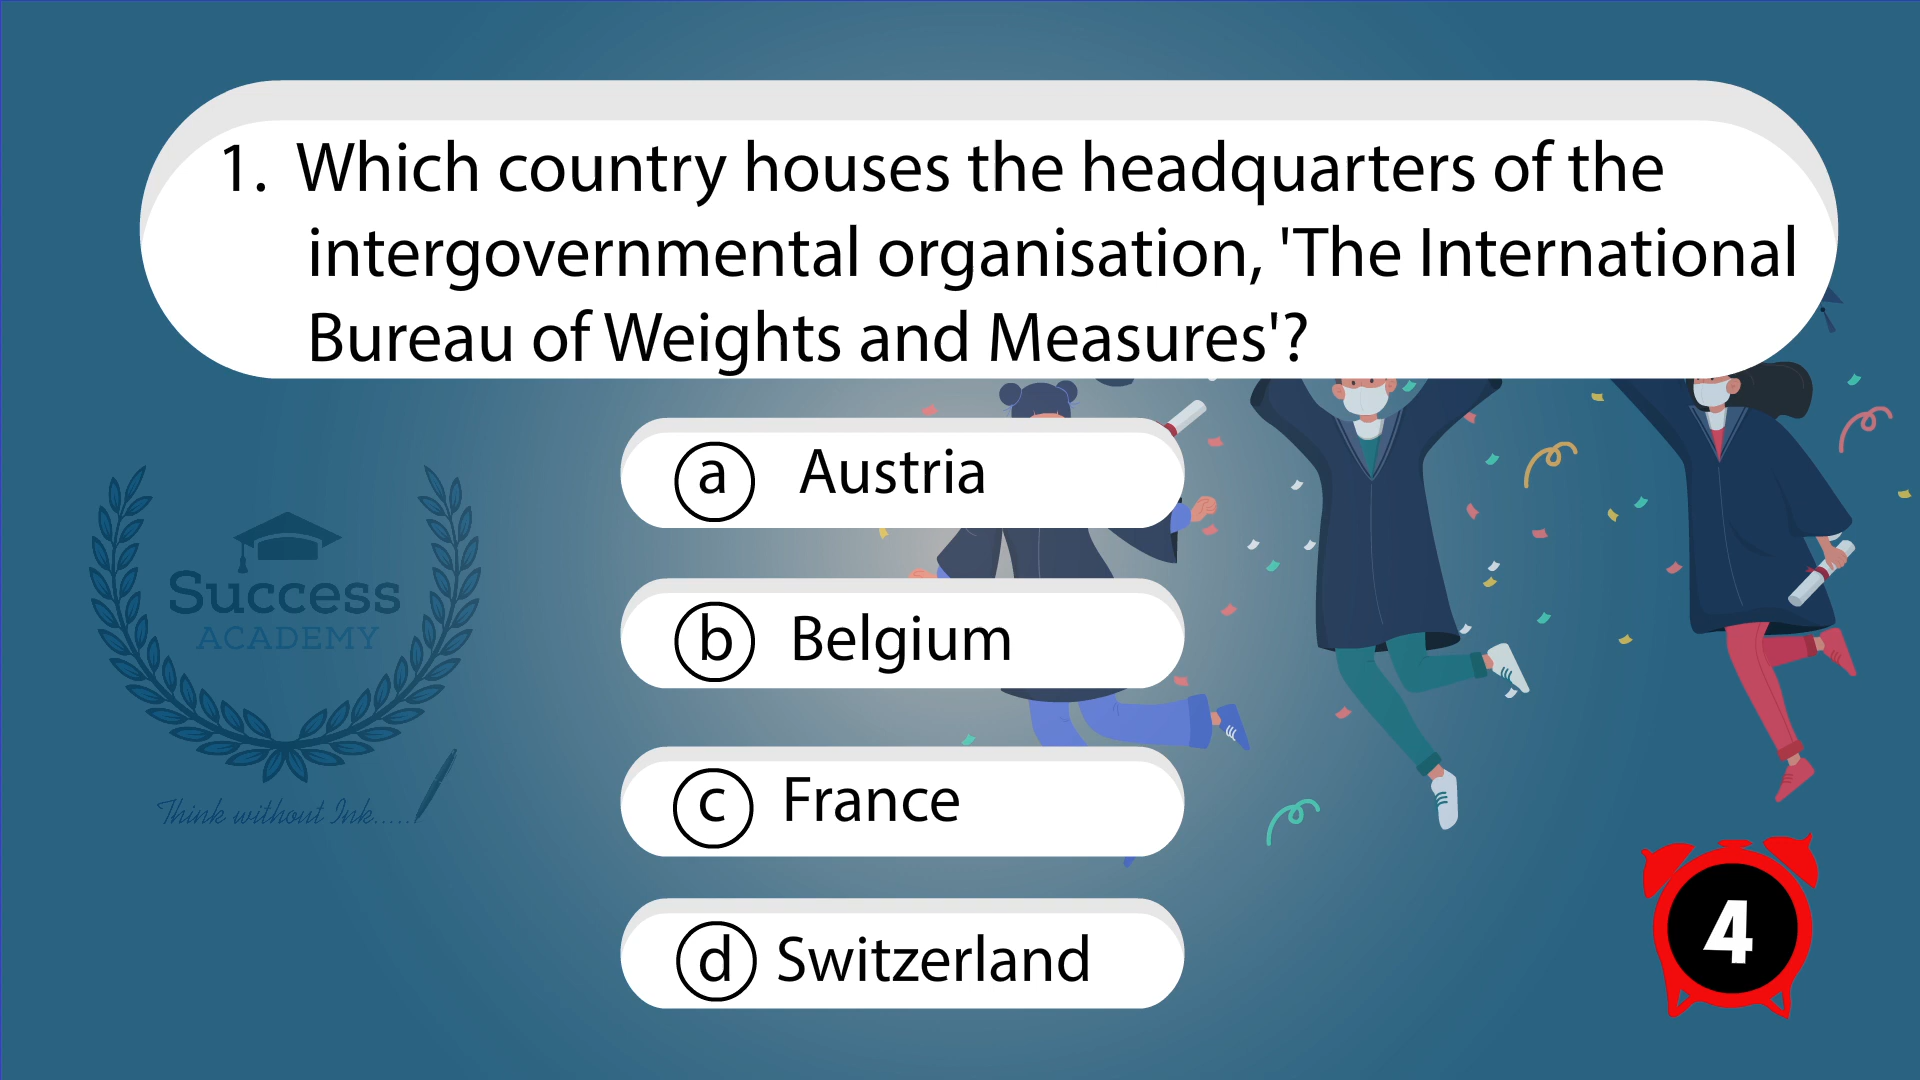 1. Which country houses the headquarters of the
intergovernmental organisation, 'The International
Bureau of Weights and Measures'?
a Austria
b Belgium
c France
d Switzerland
Success
ACADEMY
Think without Ink.....
4